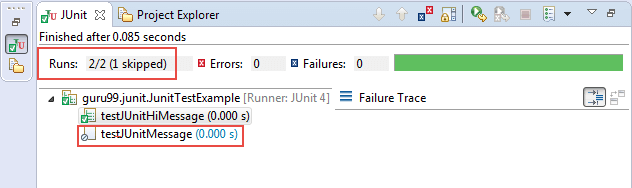 JUnit Project Explorer
Finished after 0.085 seconds
Runs: 2/2 (1 skipped) Errors: 0 Failures: 0
guru99.junit.JunitTestExample [Runner: JUnit 4] Failure Trace
testJUnitHiMessage (0.000 s)
testJUnitMessage (0.000 s)